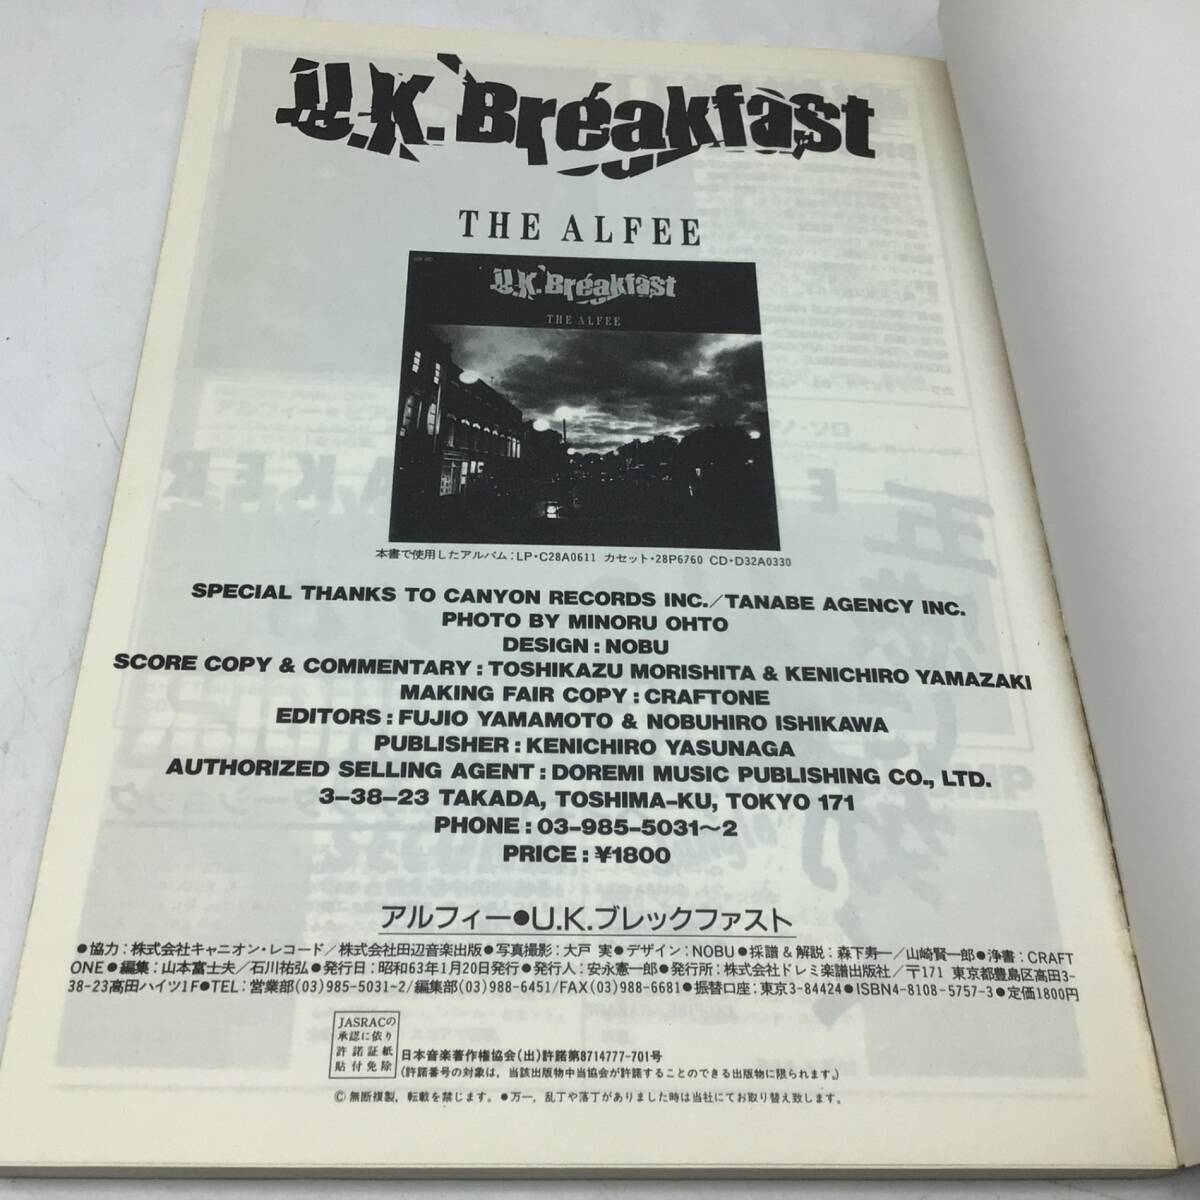 U.K. Breakfast
THE ALFEE
U.K. Breakfast
THE ALFEE
本書で使用したアルバム：LP・C28A0611 カセット・28P6760 CD・D32A0330
SPECIAL THANKS TO CANYON RECORDS INC./TANABE AGENCY INC.
PHOTO BY MINORU OHTO
DESIGN：NOBU
SCORE COPY & COMMENTARY：TOSHIKAZU MORISHITA & KENICHIRO YAMAZAKI
MAKING FAIR COPY：CRAFTONE
EDITORS：FUJIO YAMAMOTO & NOBUHIRO ISHIKAWA
PUBLISHER：KENICHIRO YASUNAGA
AUTHORIZED SELLING AGENT：DOREMI MUSIC PUBLISHING CO., LTD.
3-38-23 TAKADA, TOSHIMA-KU, TOKYO 171
PHONE：03-985-5031～2
PRICE：¥1800
アルフィー●U.K.ブレックファスト
●協力：株式会社キャニオン・レコード／株式会社田辺音楽出版●写真撮影：大戸 実●デザイン：NOBU●採譜＆解説：森下寿一／山崎賢一郎●浄書：CRAFT
ONE●編集：山本富士夫／石川祐弘●発行日：昭和63年1月20日発行●発行人：安永憲一郎●発行所：株式会社ドレミ楽譜出版社／〒171 東京都豊島区高田3-
38-23高田ハイツ1F●TEL：営業部(03)985-5031~2/編集部(03)988-6451/FAX(03)988-6681●振替口座：東京3-84424●ISBN4-8108-5757-3●定価1800円
JASRACの
承認に依り
許諾証紙
貼付免除
日本音楽著作権協会(出)許諾第8714777-701号
(許諾番号の対象は，当該出版物中当協会が許諾することのできる出版物に限られます。)
©無断複製，転載を禁じます。●万一，乱丁や落丁がありました時は当社にてお取り替え致します。